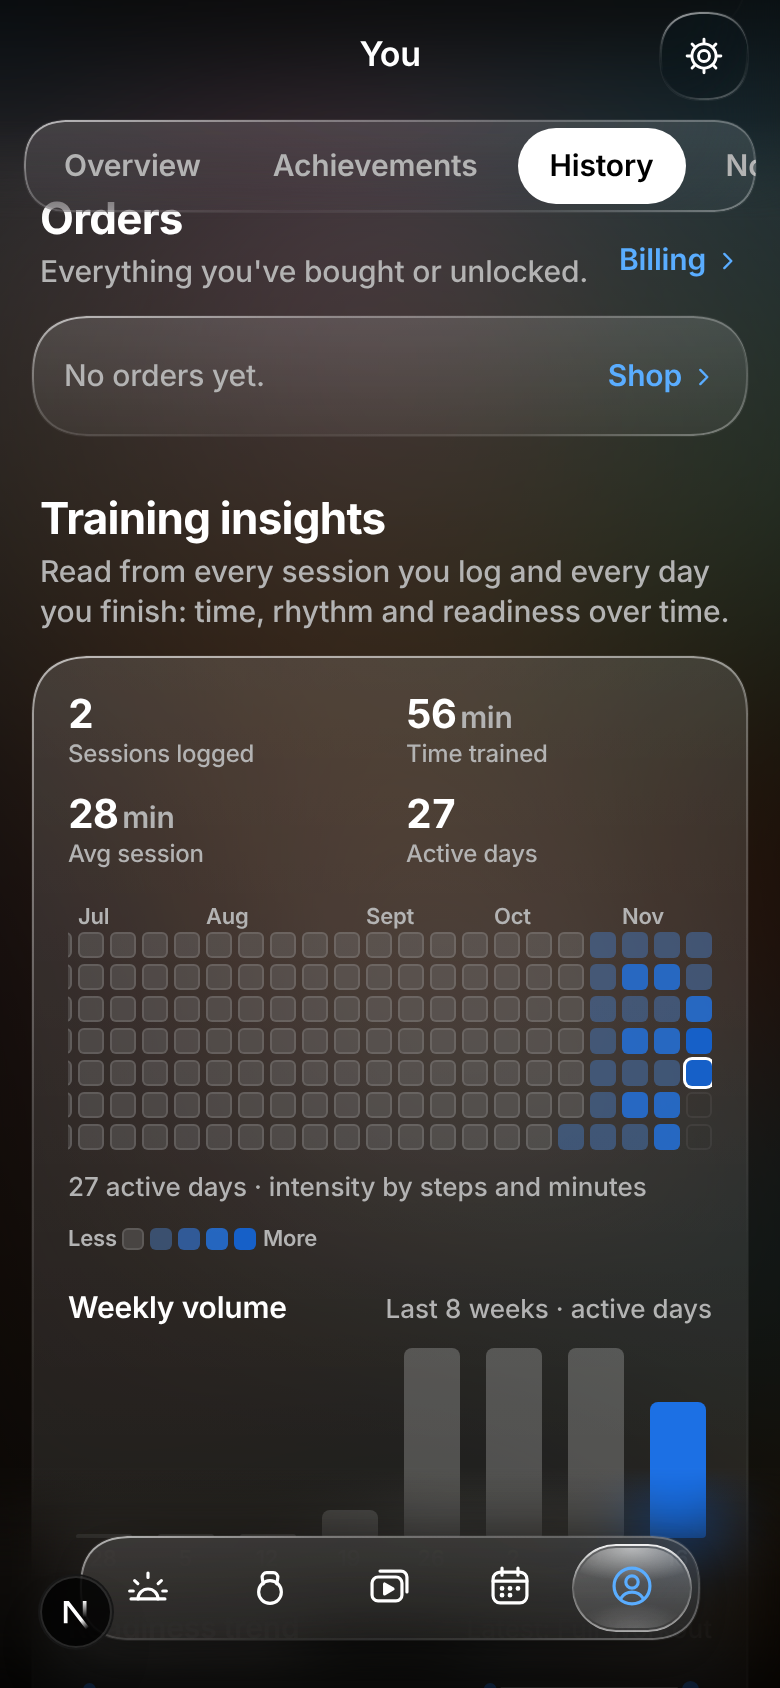 You
Overview
Achievements
History
No
Orders
Everything you've bought or unlocked.
Billing
No orders yet.
Shop
Training insights
Read from every session you log and every day
you finish: time, rhythm and readiness over time.
2
Sessions logged
56 min
Time trained
28 min
Avg session
27
Active days
Jul
Aug
Sept
Oct
Nov
27 active days · intensity by steps and minutes
Less
More
Weekly volume
Last 8 weeks · active days
N